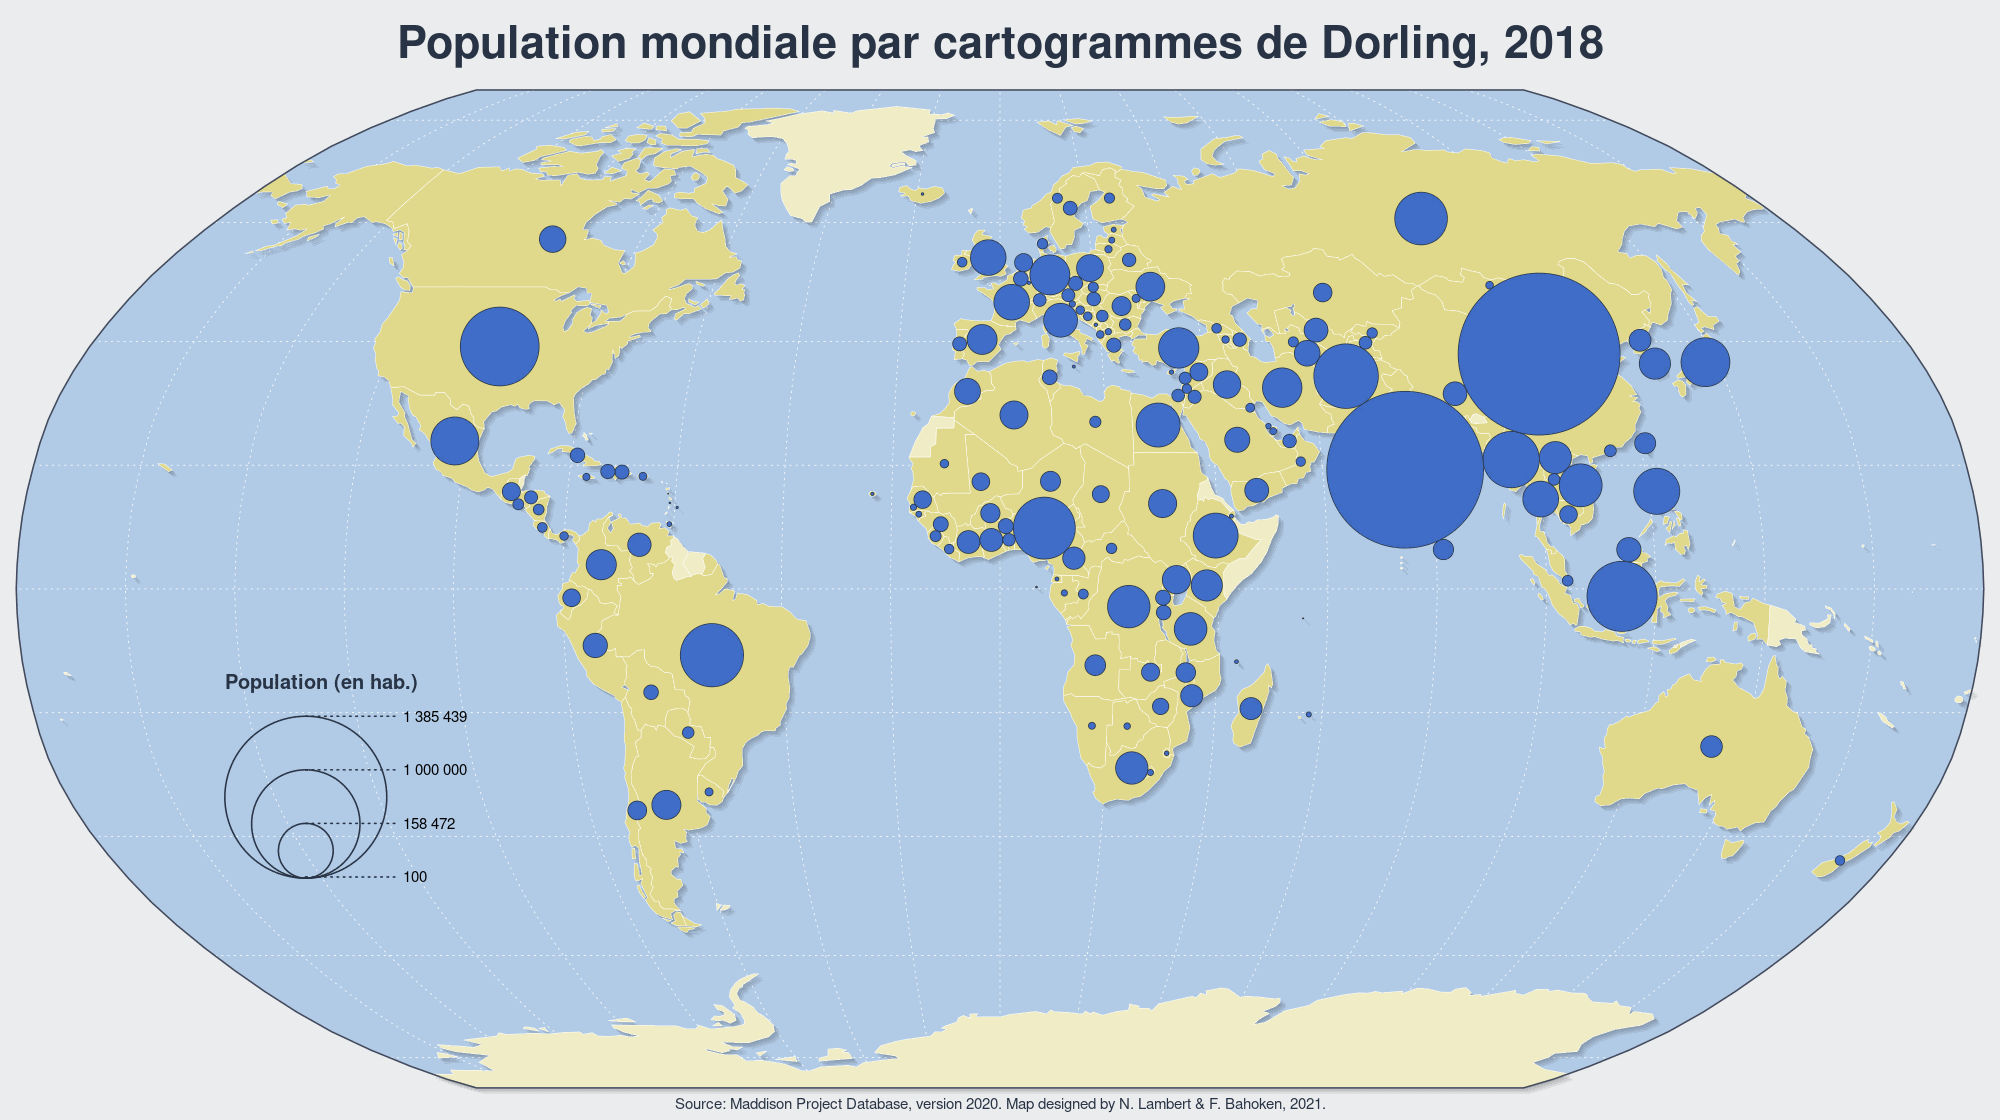 Population mondiale par cartogrammes de Dorling, 2018
Population (en hab.)
1 385 439
1 000 000
158 472
100
Source: Maddison Project Database, version 2020. Map designed by N. Lambert & F. Bahoken, 2021.